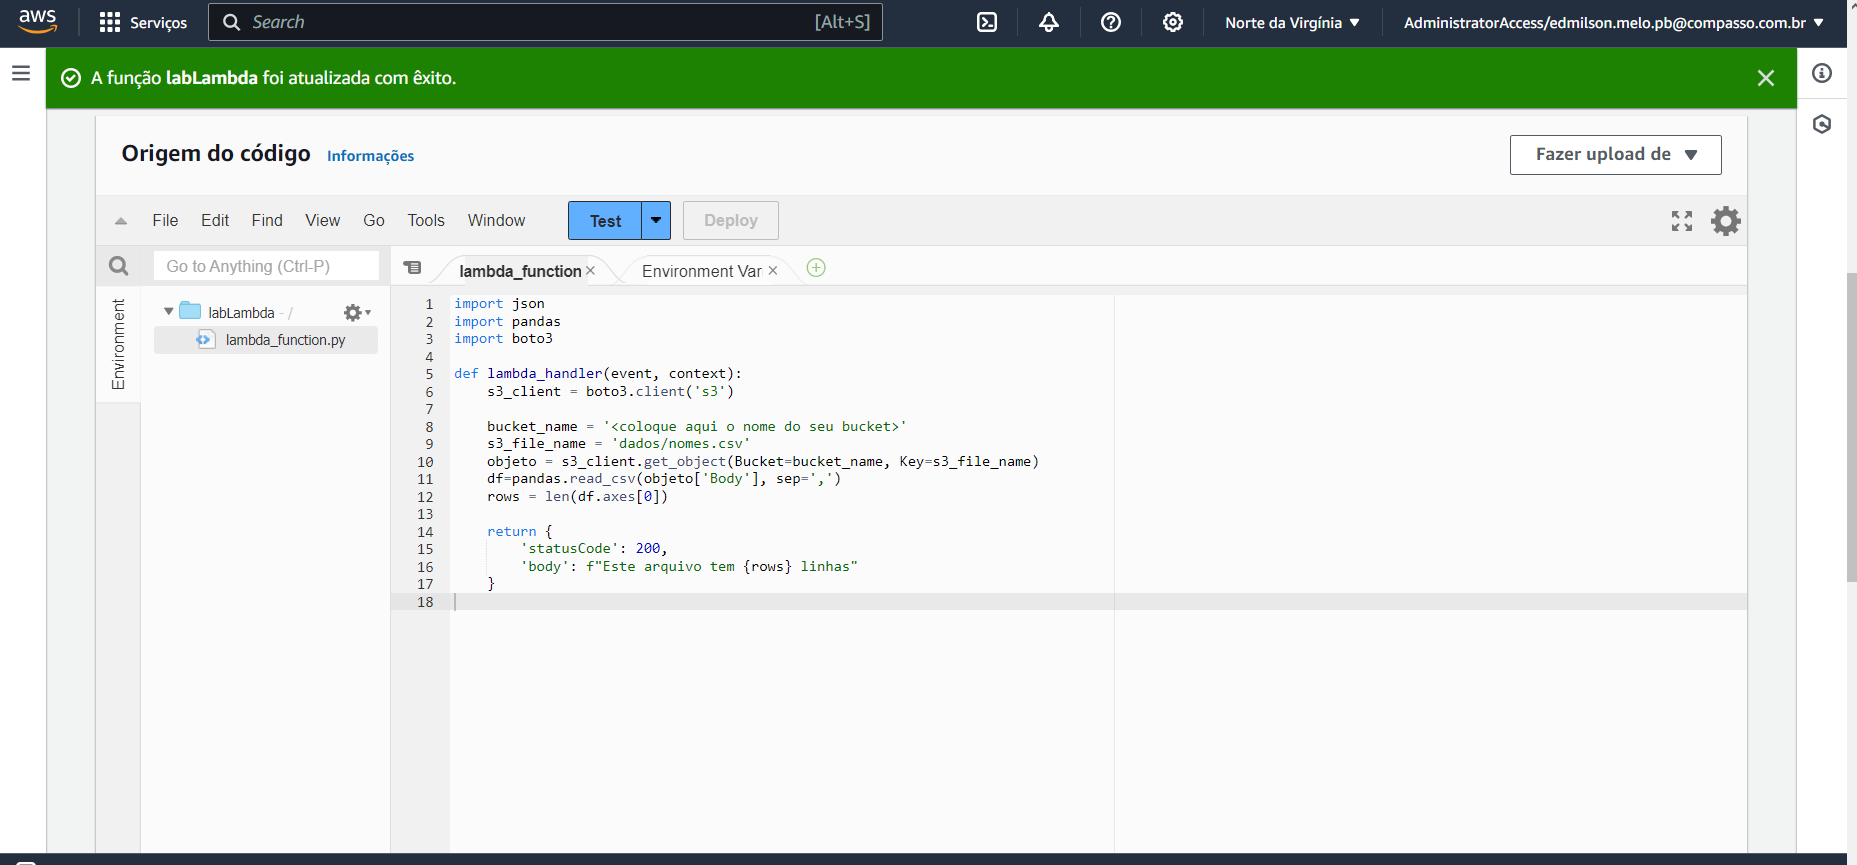 aws
Serviços
Search
[Alt+S]
Norte da Virgínia
AdministratorAccess/edmilson.melo.pb@compasso.com.br
A função labLambda foi atualizada com êxito.
Origem do código
Informações
Fazer upload de
File Edit Find View Go Tools Window
Test
Deploy
Go to Anything (Ctrl-P)
lambda_function
Environment Var
Environment
labLambda - /
lambda_function.py
1 import json
2 import pandas
3 import boto3
4
5 def lambda_handler(event, context):
6     s3_client = boto3.client('s3')
7
8     bucket_name = '<coloque aqui o nome do seu bucket>'
9     s3_file_name = 'dados/nomes.csv'
10     objeto = s3_client.get_object(Bucket=bucket_name, Key=s3_file_name)
11     df=pandas.read_csv(objeto['Body'], sep=',')
12     rows = len(df.axes[0])
13
14     return {
15         'statusCode': 200,
16         'body': f"Este arquivo tem {rows} linhas"
17     }
18